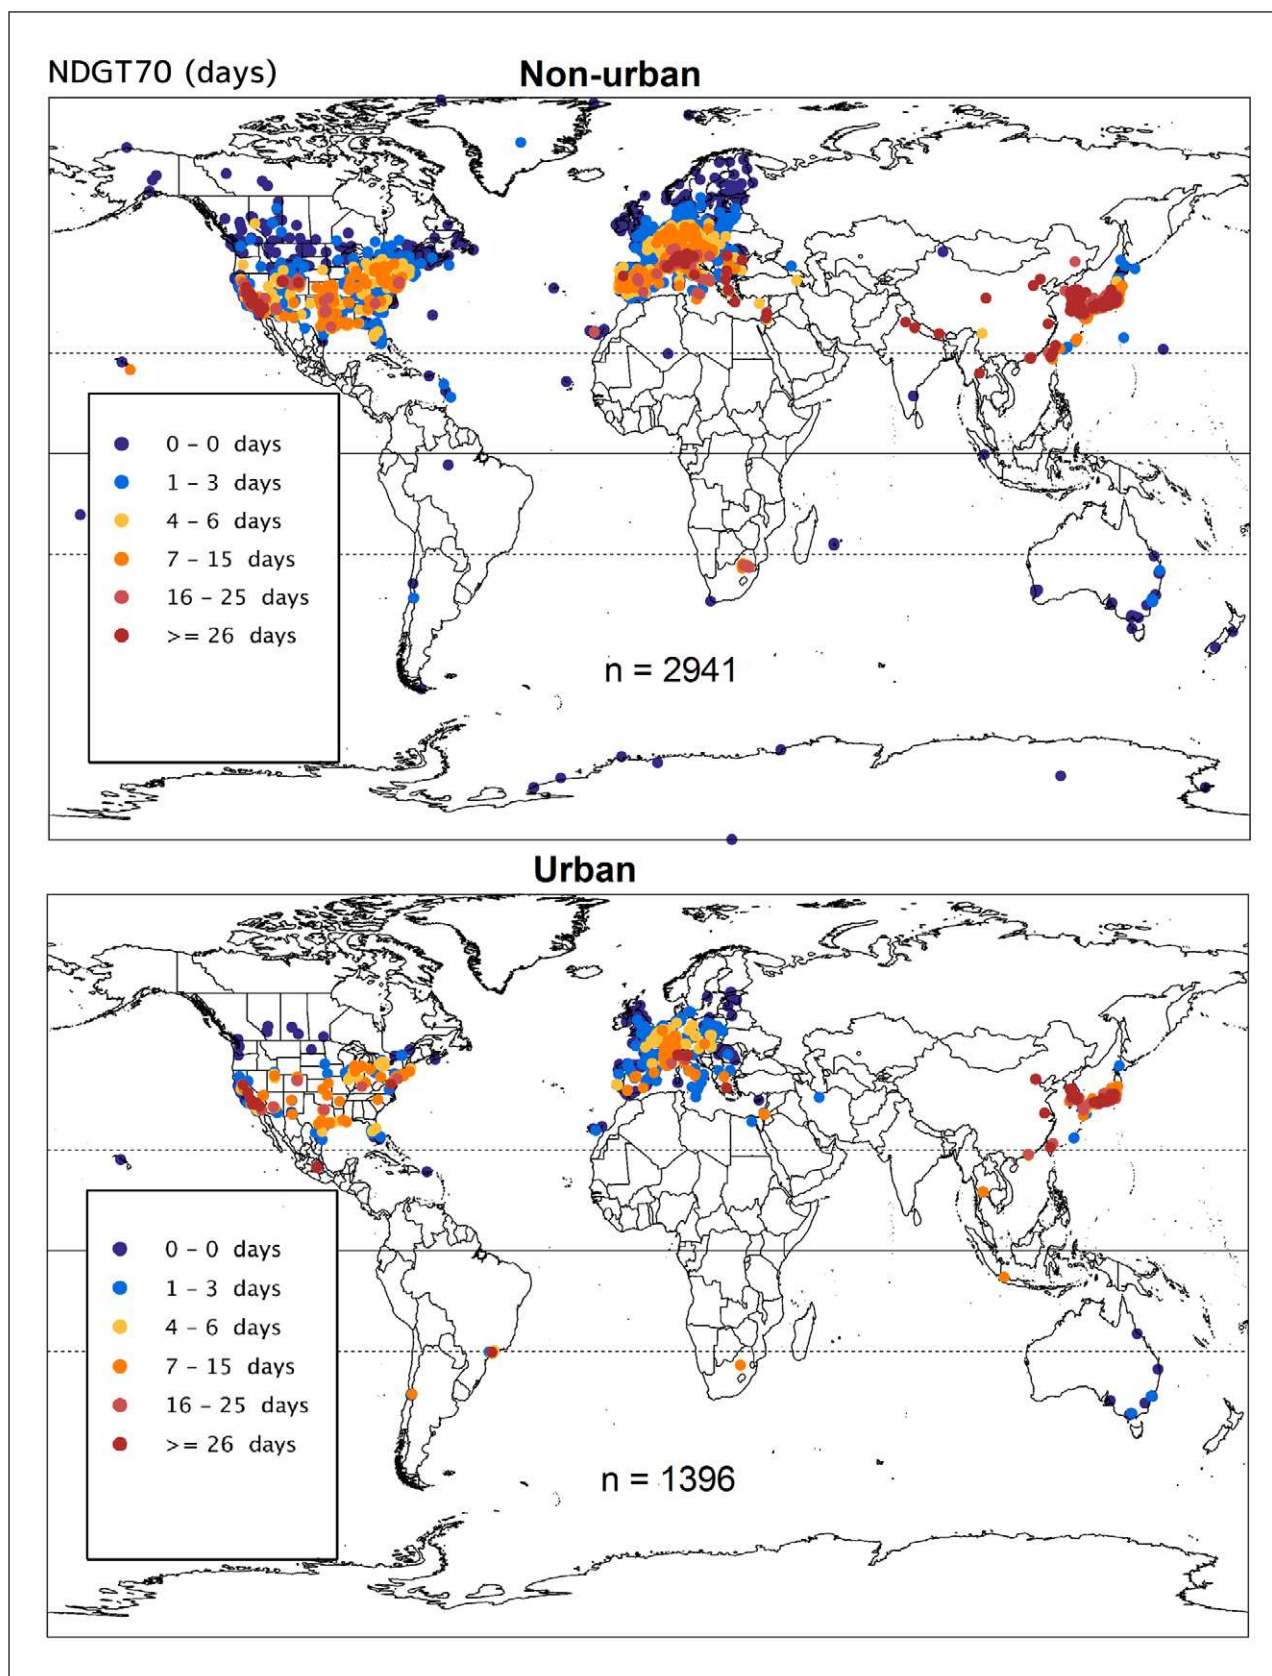 NDGT70 (days)
Non-urban
0 – 0 days
1 – 3 days
4 – 6 days
7 – 15 days
16 – 25 days
>= 26 days
n = 2941
Urban
0 – 0 days
1 – 3 days
4 – 6 days
7 – 15 days
16 – 25 days
>= 26 days
n = 1396